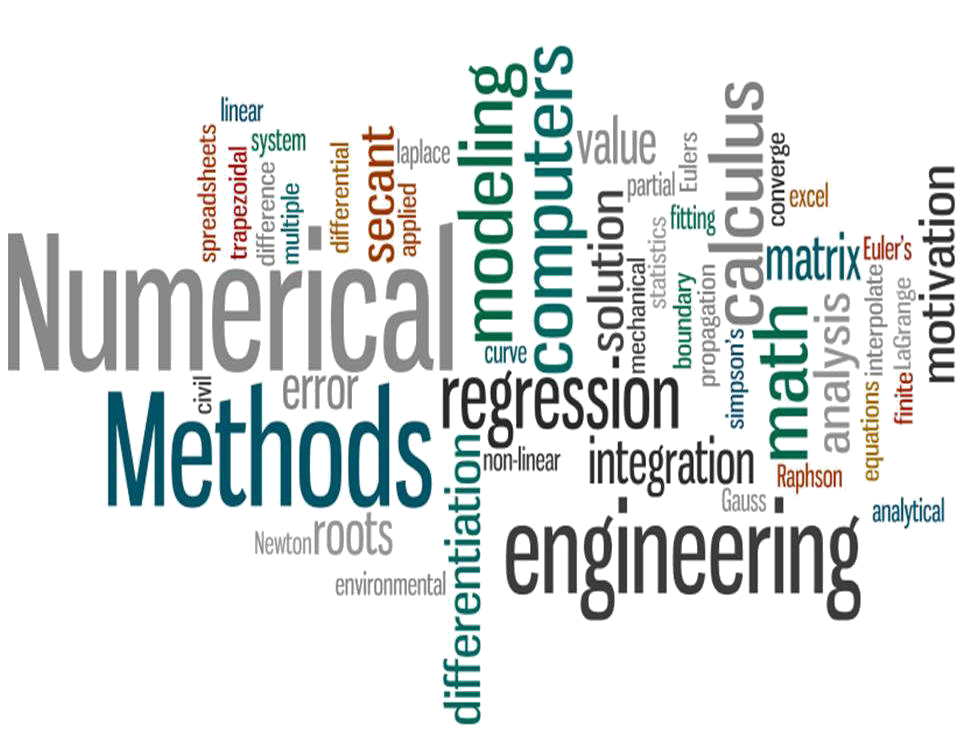 linear
system
spreadsheets
trapezoidal
difference
multiple
differential
secant
applied
laplace
modeling
computers
value
partial
Eulers
calculus
converge
excel
fitting
solution
statistics
mechanical
boundary
propagation
matrix
Euler's
motivation
Numerical
curve
simpson's
math
analysis
interpolate
LaGrange
finite
equations
civil
error
Methods
regression
non-linear
integration
Raphson
Gauss
analytical
Newton
roots
environmental
differentiation
engineering